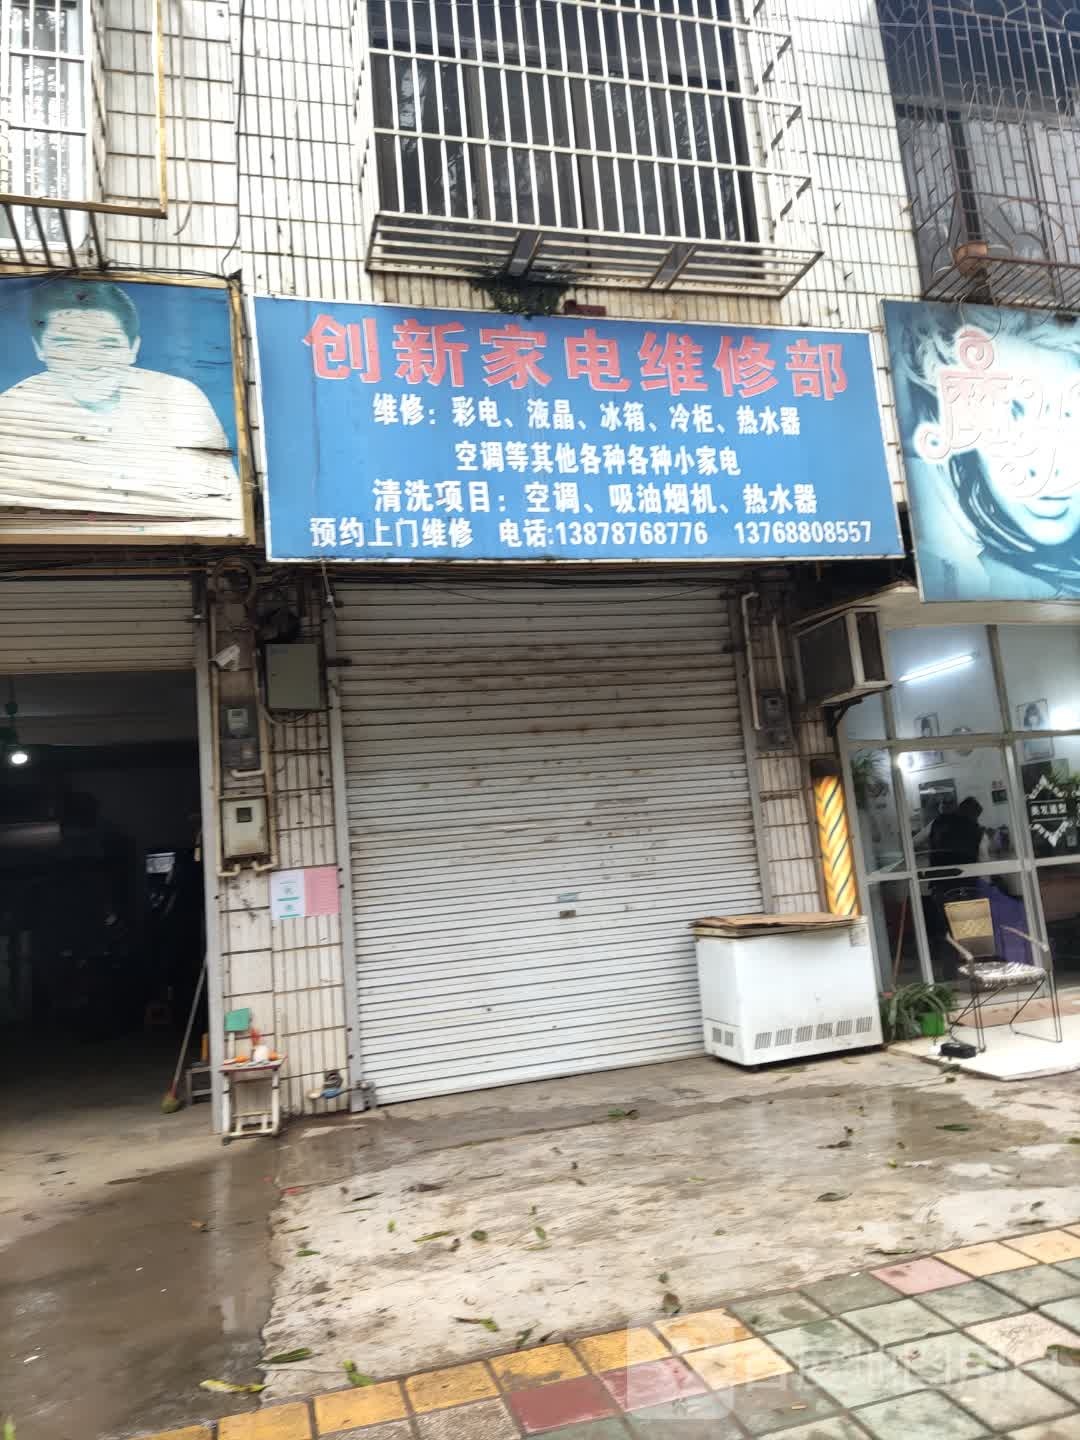 创新家电维修部
维修：彩电、液晶、冰箱、冷柜、热水器
空调等其他各种各种小家电
清洗项目：空调、吸油烟机、热水器
预约上门维修 电话:13878768776 13768808557